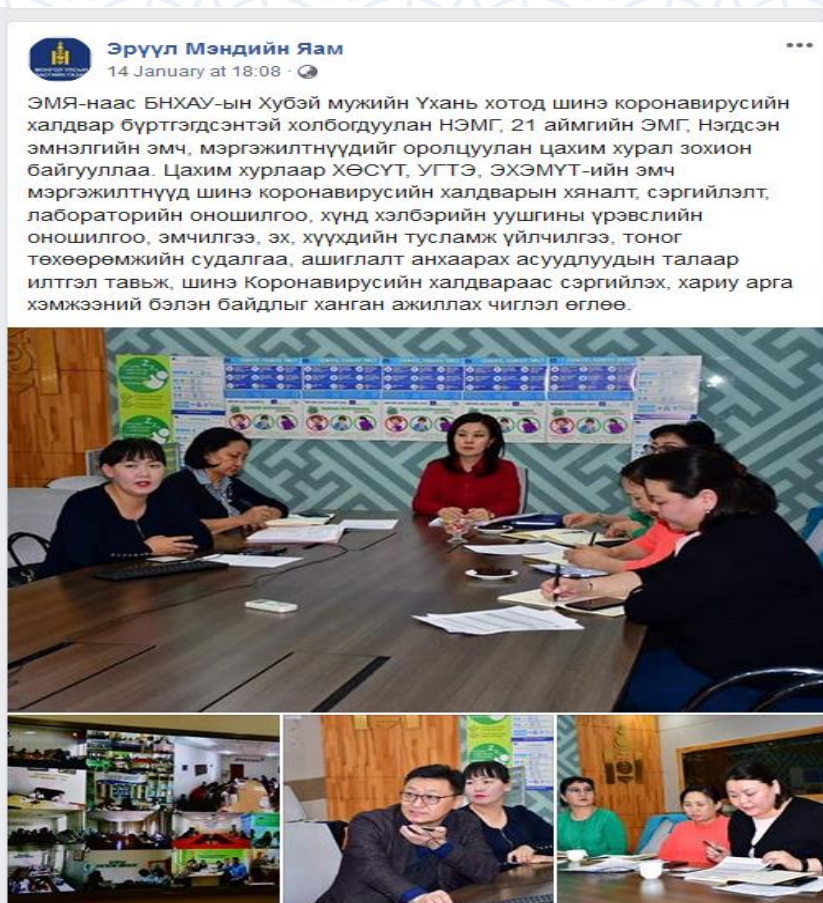 Эрүүл Мэндийн Яам
14 January at 18:08 ·
ЭМЯ-наас БНХАУ-ын Хубэй мужийн Үхань хотод шинэ коронавирусийн
халдвар бүртгэгдсэнтэй холбогдуулан НЭМГ, 21 аймгийн ЭМГ, Нэгдсэн
эмнэлгийн эмч, мэргэжилтнүүдийг оролцуулан цахим хурал зохион
байгууллаа. Цахим хурлаар ХӨСҮТ, УГТЭ, ЭХЭМҮТ-ийн эмч
мэргэжилтнүүд шинэ коронавирусийн халдварын хяналт, сэргийлэлт,
лабораторийн оношилгоо, хүнд хэлбэрийн уушгины үрэвслийн
оношилгоо, эмчилгээ, эх, хүүхдийн тусламж үйлчилгээ, тоног
төхөөрөмжийн судалгаа, ашиглалт анхаарах асуудлуудын талаар
илтгэл тавьж, шинэ Коронавирусийн халдвараас сэргийлэх, хариу арга
хэмжээний бэлэн байдлыг ханган ажиллах чиглэл өглөө.